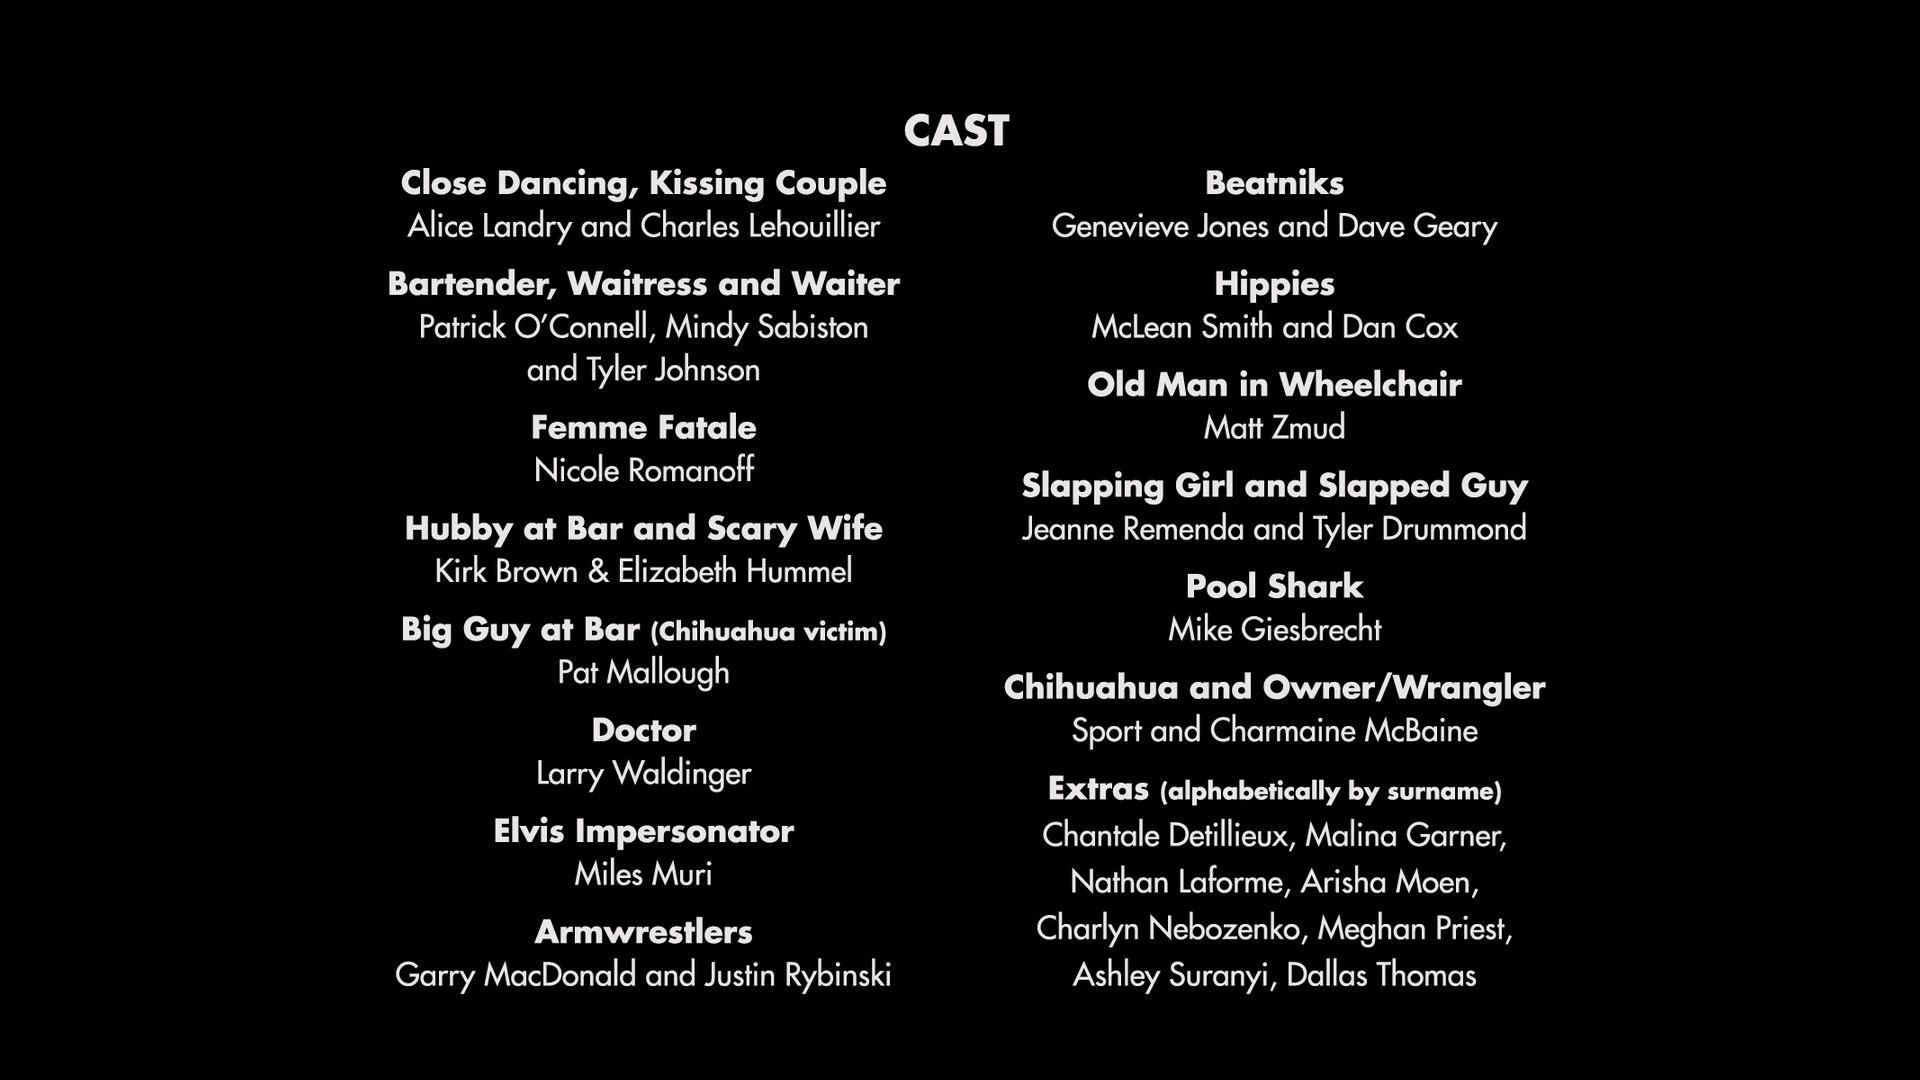 CAST
Close Dancing, Kissing Couple
Alice Landry and Charles Lehouillier
Bartender, Waitress and Waiter
Patrick O’Connell, Mindy Sabiston
and Tyler Johnson
Femme Fatale
Nicole Romanoff
Hubby at Bar and Scary Wife
Kirk Brown & Elizabeth Hummel
Big Guy at Bar (Chihuahua victim)
Pat Mallough
Doctor
Larry Waldinger
Elvis Impersonator
Miles Muri
Armwrestlers
Garry MacDonald and Justin Rybinski
Beatniks
Genevieve Jones and Dave Geary
Hippies
McLean Smith and Dan Cox
Old Man in Wheelchair
Matt Zmud
Slapping Girl and Slapped Guy
Jeanne Remenda and Tyler Drummond
Pool Shark
Mike Giesbrecht
Chihuahua and Owner/Wrangler
Sport and Charmaine McBaine
Extras (alphabetically by surname)
Chantale Detillieux, Malina Garner,
Nathan Laforme, Arisha Moen,
Charlyn Nebozenko, Meghan Priest,
Ashley Suranyi, Dallas Thomas